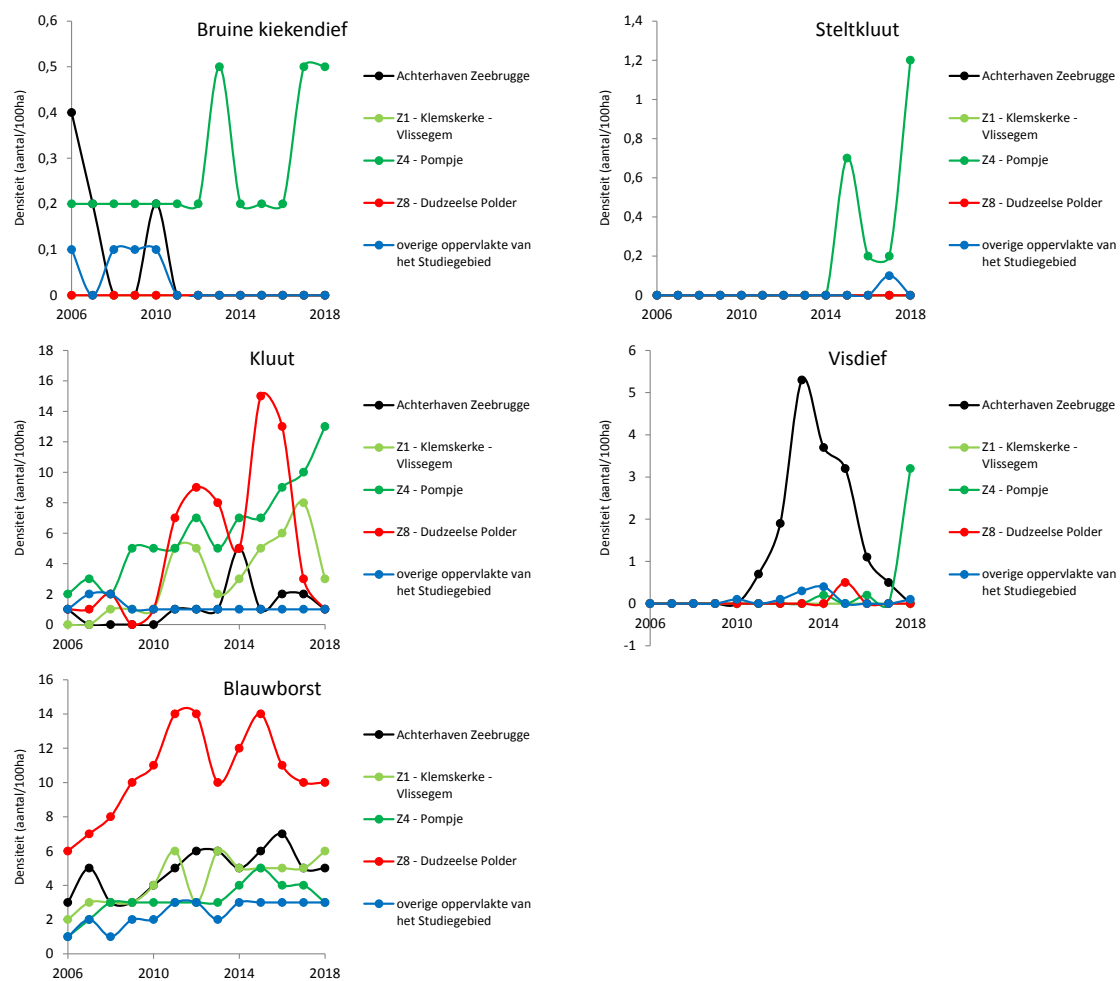 Bruine kiekendief
Densiteit (aantal/100ha)
0,6
0,5
0,4
0,3
0,2
0,1
0
2006
2010
2014
2018
Achterhaven Zeebrugge
Z1 - Klemskerke -
Vlissegem
Z4 - Pompje
Z8 - Dudzeelse Polder
overige oppervlakte van
het Studiegebied
Steltkluut
Densiteit (aantal/100ha)
1,4
1,2
1
0,8
0,6
0,4
0,2
0
2006
2010
2014
2018
Achterhaven Zeebrugge
Z1 - Klemskerke -
Vlissegem
Z4 - Pompje
Z8 - Dudzeelse Polder
overige oppervlakte van
het Studiegebied
Kluut
Densiteit (aantal/100ha)
18
16
14
12
10
8
6
4
2
0
2006
2010
2014
2018
Achterhaven Zeebrugge
Z1 - Klemskerke -
Vlissegem
Z4 - Pompje
Z8 - Dudzeelse Polder
overige oppervlakte van
het Studiegebied
Visdief
Densiteit (aantal/100ha)
6
5
4
3
2
1
0
-1
2006
2010
2014
2018
Achterhaven Zeebrugge
Z1 - Klemskerke -
Vlissegem
Z4 - Pompje
Z8 - Dudzeelse Polder
overige oppervlakte van
het Studiegebied
Blauwborst
Densiteit (aantal/100ha)
16
14
12
10
8
6
4
2
0
2006
2010
2014
2018
Achterhaven Zeebrugge
Z1 - Klemskerke -
Vlissegem
Z4 - Pompje
Z8 - Dudzeelse Polder
overige oppervlakte van
het Studiegebied